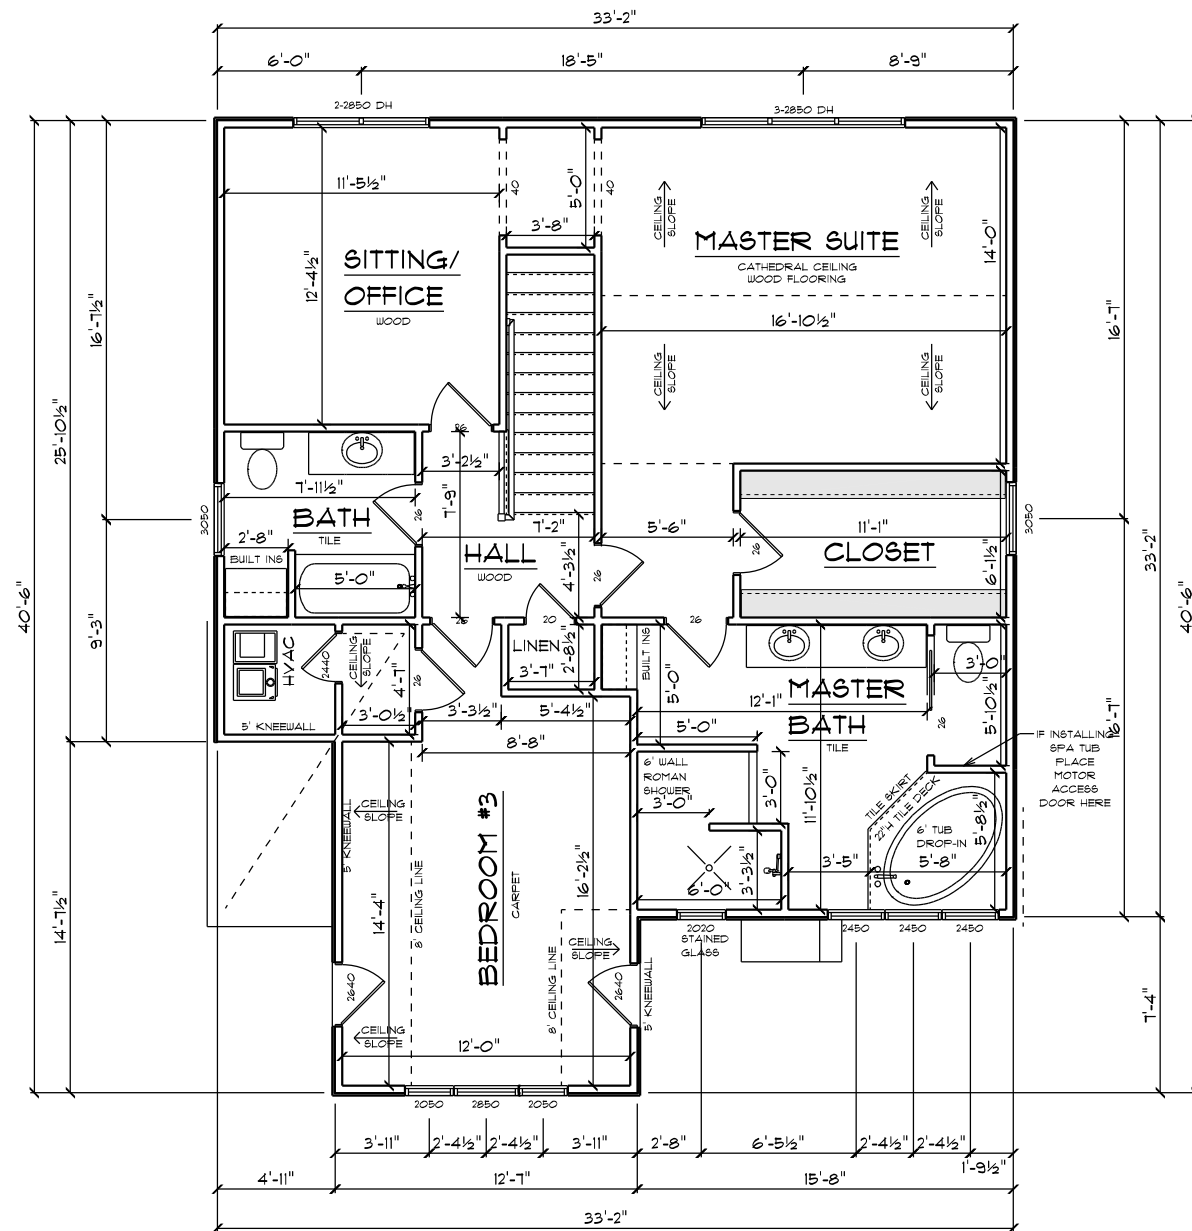 33'-2"
6'-0"
18'-5"
8'-9"
2-2850 DH
3-2850 DH
11'-5½"
40
5'-0"
40
3'-8"
CEILING
SLOPE
CEILING
SLOPE
MASTER SUITE
CATHEDRAL CEILING
WOOD FLOORING
14'-0"
SITTING/
OFFICE
WOOD
12'-4½"
16'-7½"
16'-7"
16'-10½"
CEILING
SLOPE
CEILING
SLOPE
25'-10½"
26
3'-2½"
7'-9"
7'-11½"
BATH
TILE
26
3050
3050
7'-2"
5'-6"
11'-1"
CLOSET
26
6'-1½"
2'-8"
BUILT INS
5'-0"
HALL
WOOD
4'-3½"
26
33'-2"
40'-6"
40'-6"
9'-3"
26
20
26
HVAC
2440
CEILING
SLOPE
4'-7"
26
LINEN
3'-7"
2'-8½"
BUILT INS
5'-0"
3'-0"
5'-10½"
12'-1"
MASTER
BATH
TILE
5' KNEEWALL
3'-0½"
3'-3½"
5'-4½"
5'-0"
26
16'-7"
8'-8"
IF INSTALLING
SPA TUB
PLACE
MOTOR
ACCESS
DOOR HERE
6' WALL
ROMAN
SHOWER
3'-0"
3'-0"
11'-10½"
TILE SKIRT
22"H TILE DECK
6' TUB
DROP-IN
5'-8½"
5'-8"
3'-5"
3'-3½"
6'-0"
5' KNEEWALL
CEILING
SLOPE
8' CEILING LINE
BEDROOM #3
CARPET
16'-2½"
14'-4"
14'-7½"
2020
STAINED
GLASS
2450
2450
2450
CEILING
SLOPE
8' CEILING LINE
2640
2640
5' KNEEWALL
7'-4"
CEILING
SLOPE
12'-0"
2050
2850
2050
3'-11"
2'-4½"
2'-4½"
3'-11"
2'-8"
6'-5½"
2'-4½"
2'-4½"
1'-9½"
4'-11"
12'-7"
15'-8"
33'-2"